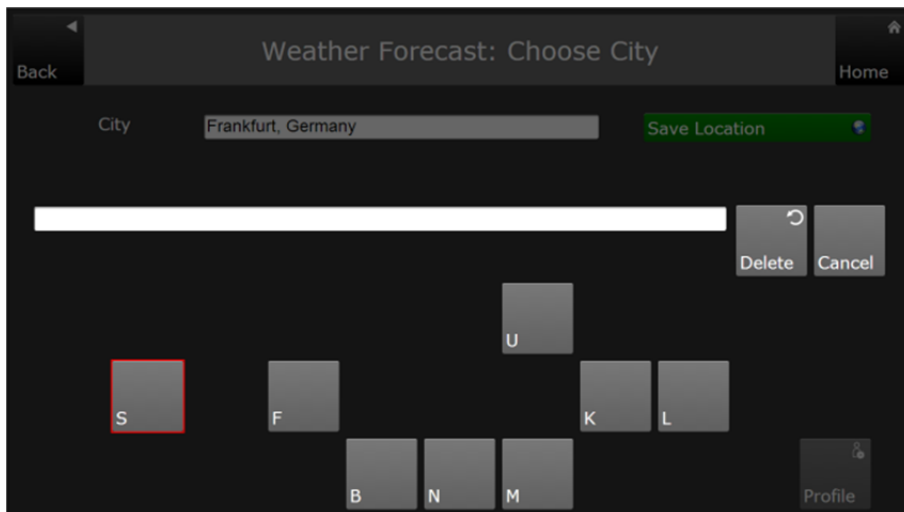 Weather Forecast: Choose City
Back
Home
City
Frankfurt, Germany
Save Location
Delete
Cancel
U
S
F
K
L
B
N
M
Profile